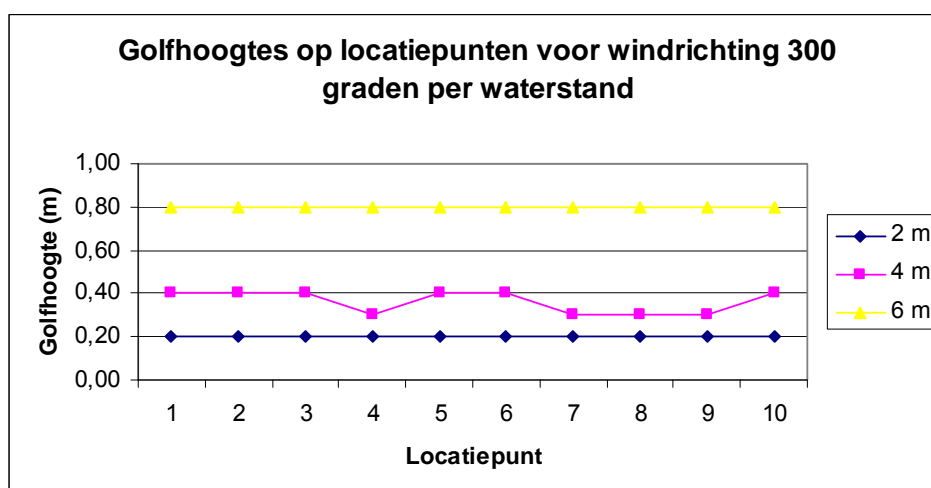 Golfhoogtes op locatiepunten voor windrichting 300
graden per waterstand
Golfhoogte (m)
1,00
0,80
0,60
0,40
0,20
0,00
1 2 3 4 5 6 7 8 9 10
Locatiepunt
2 m
4 m
6 m